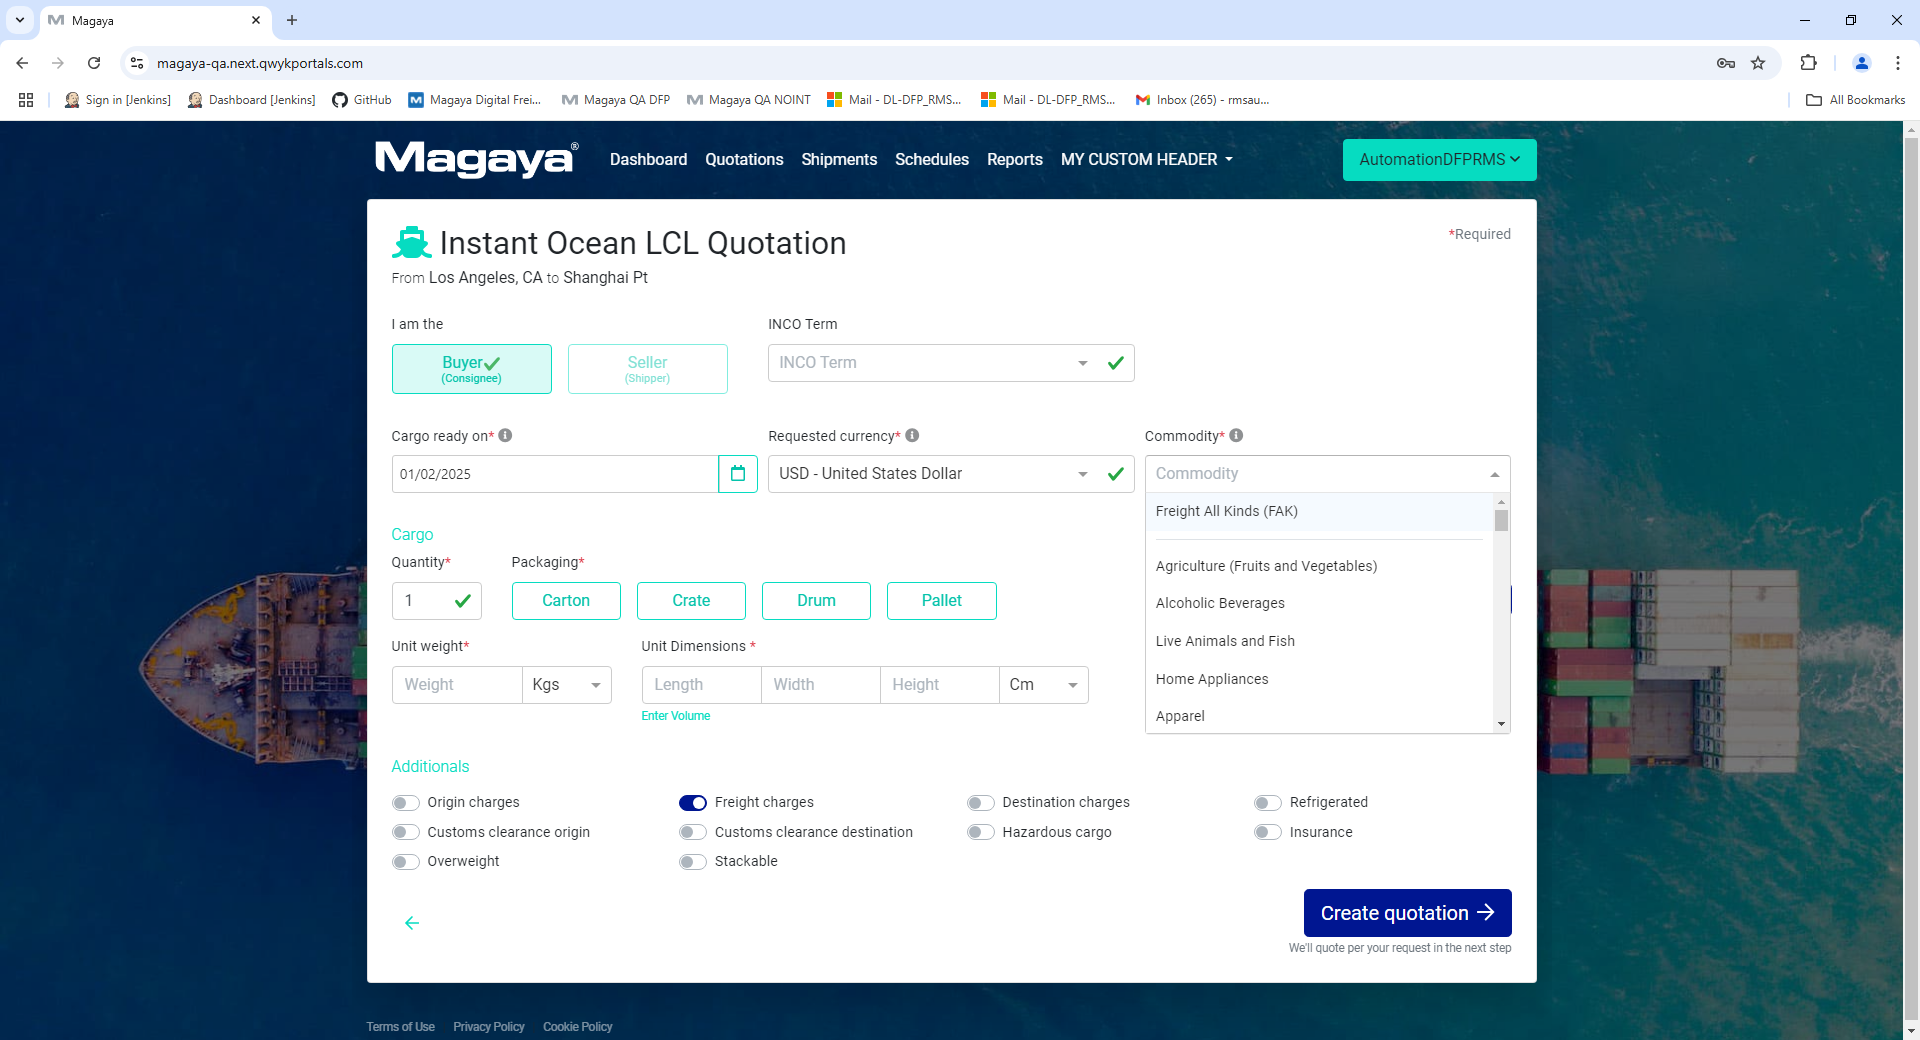 Magaya
magaya-qa.next.qwykportals.com
Sign in [Jenkins]
Dashboard [Jenkins]
GitHub
Magaya Digital Frei...
Magaya QA DFP
Magaya QA NOINT
Mail - DL-DFP_RMS...
Mail - DL-DFP_RMS...
Inbox (265) - rmsau...
All Bookmarks
Magaya®
Dashboard
Quotations
Shipments
Schedules
Reports
MY CUSTOM HEADER
AutomationDFPRMS
Instant Ocean LCL Quotation
*Required
From Los Angeles, CA to Shanghai Pt
I am the
INCO Term
Buyer
(Consignee)
Seller
(Shipper)
INCO Term
Cargo ready on*
Requested currency*
Commodity*
01/02/2025
USD - United States Dollar
Commodity
Freight All Kinds (FAK)
Agriculture (Fruits and Vegetables)
Alcoholic Beverages
Live Animals and Fish
Home Appliances
Apparel
Cargo
Quantity*
Packaging*
1
Carton
Crate
Drum
Pallet
Unit weight*
Unit Dimensions *
Weight
Kgs
Length
Width
Height
Cm
Enter Volume
Additionals
Origin charges
Freight charges
Destination charges
Refrigerated
Customs clearance origin
Customs clearance destination
Hazardous cargo
Insurance
Overweight
Stackable
Create quotation
We'll quote per your request in the next step
Terms of Use
Privacy Policy
Cookie Policy